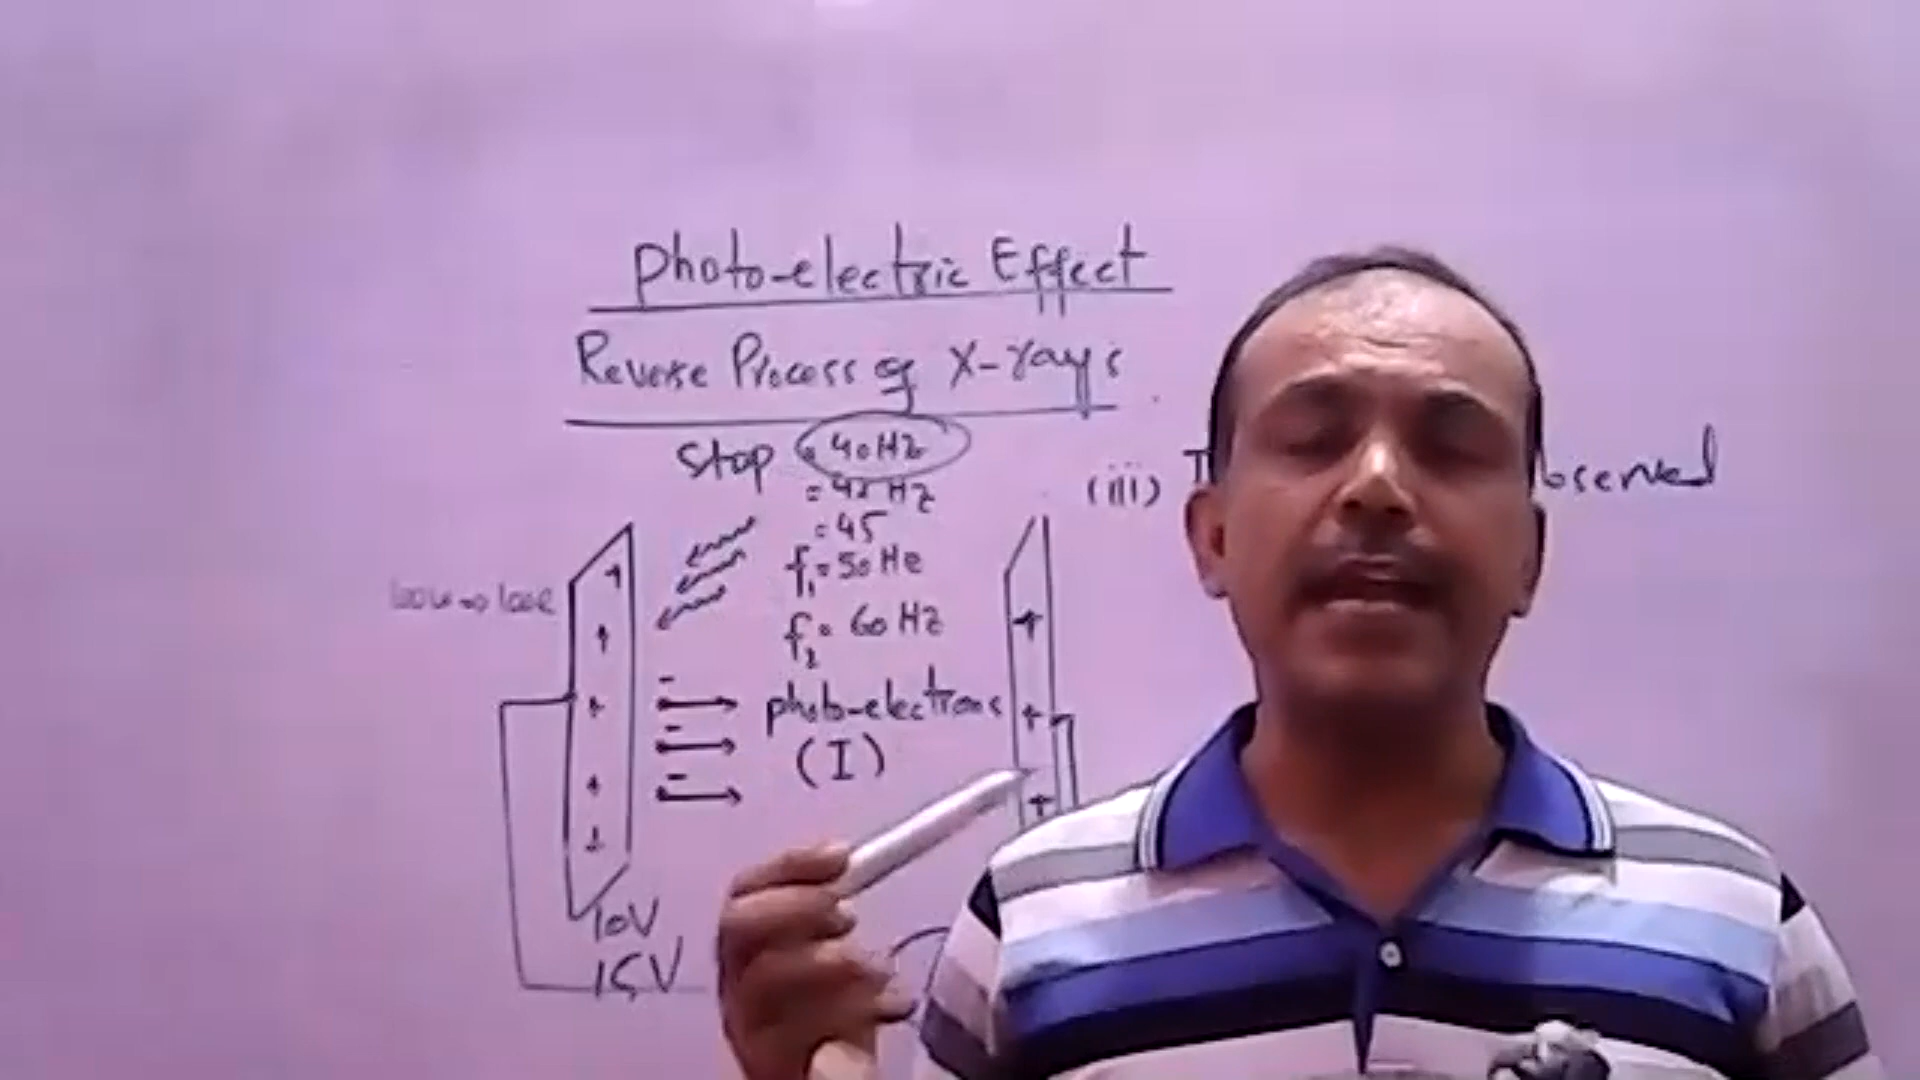 Photo-electric Effect
Reverse Process of X-rays
Stop = 40 Hz
= 42 Hz
= 45
f₁ = 50 Hz
f₂ = 60 Hz
(iii)
photo-electrons
(I)
10V
15V